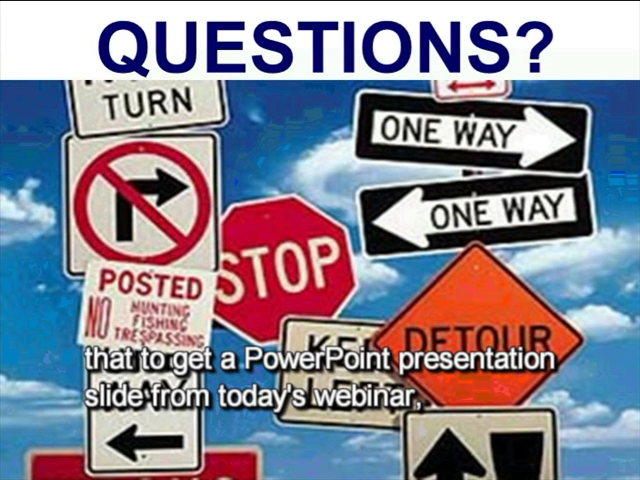 QUESTIONS?
TURN
ONE WAY
ONE WAY
STOP
POSTED
NO HUNTING
FISHING
TRESPASSING
DETOUR
that to get a PowerPoint presentation
slide from today's webinar,